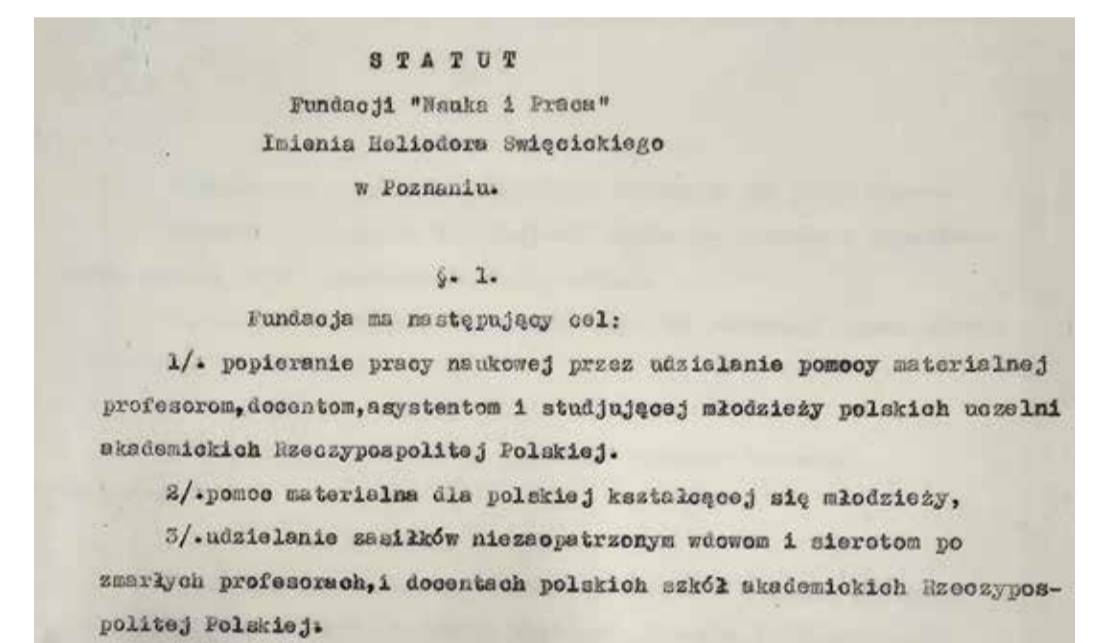 S T A T U T
Fundacji "Nauka i Praca"
Imienia Heliodora Swięcickiego
w Poznaniu.
§. 1.
Fundacja ma następujący cel:
1/. popieranie pracy naukowej przez udzielanie pomocy materialnej
profesorom,docentom,asystentom i studjującej młodzieży polskich uczelni
akademickich Rzeczypospolitej Polskiej.
2/.pomoc materialna dla polskiej kształcącej się młodzieży,
3/.udzielanie zasiłków niezaopatrzonym wdowom i sierotom po
zmarłych profesorach,i docentach polskich szkół akademickich Rzeczypos-
politej Polskiej.